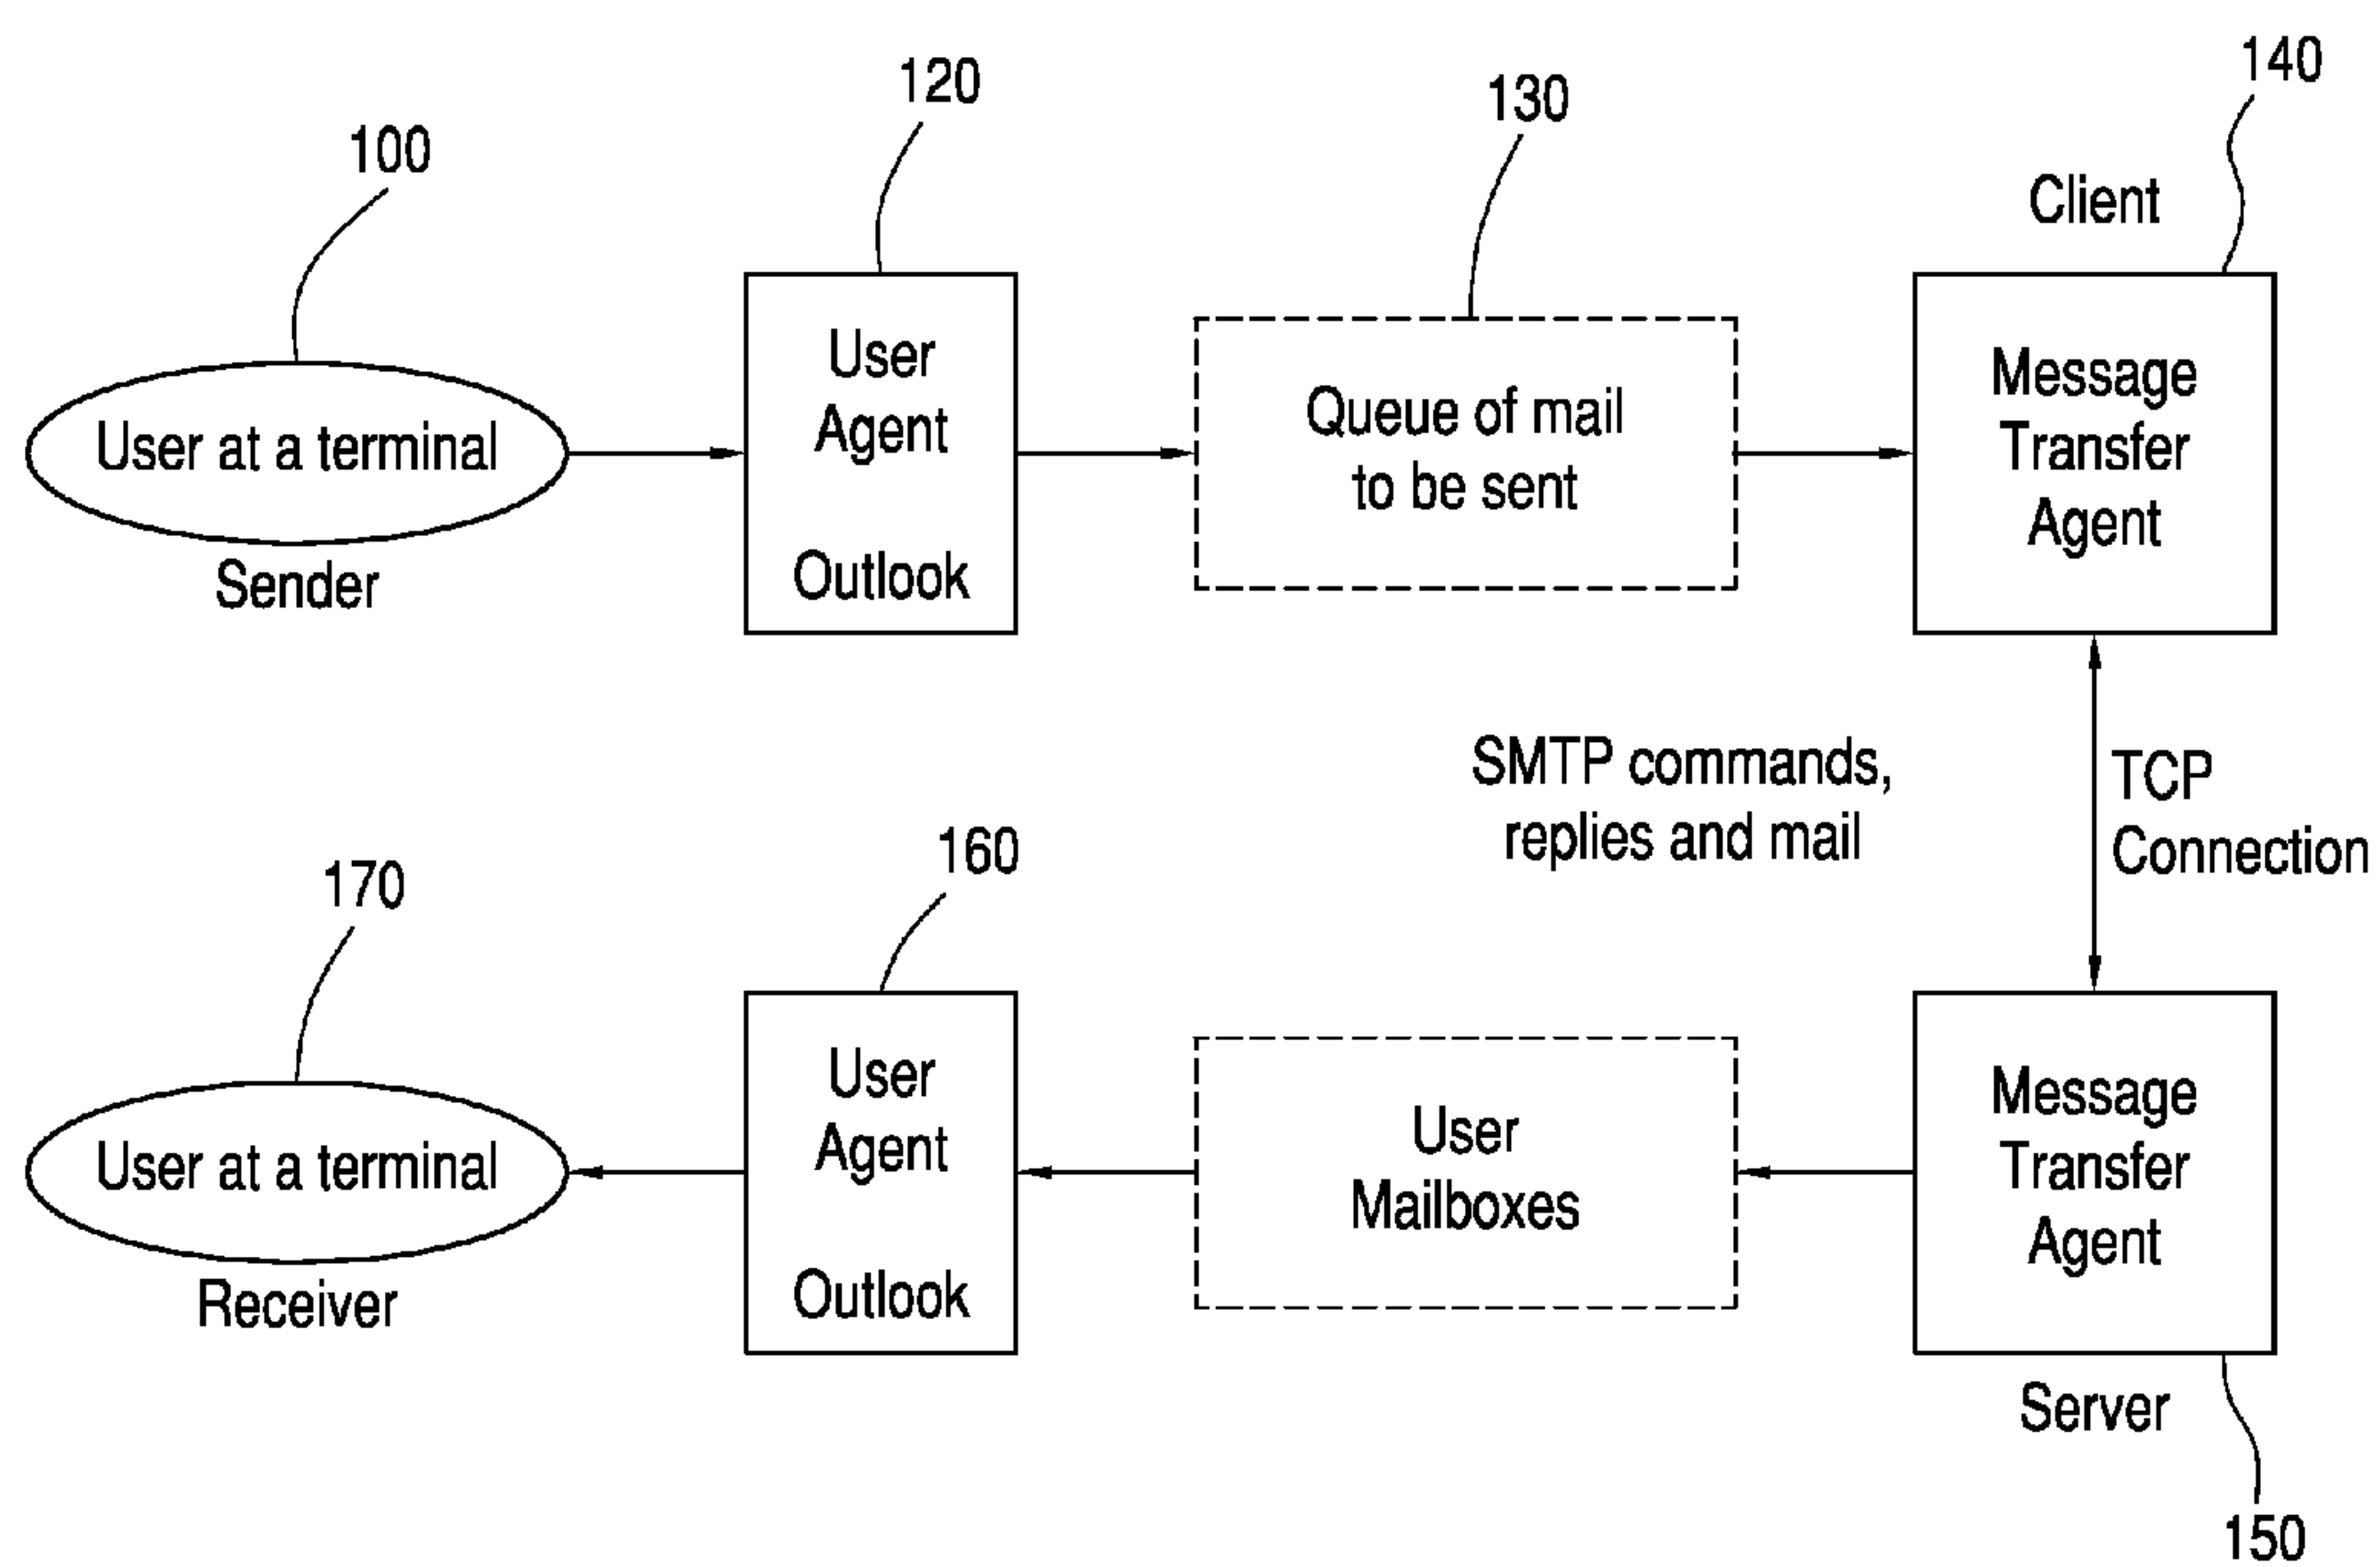 100
120
130
140
Client
User at a terminal
Sender
User
Agent
Outlook
Queue of mail
to be sent
Message
Transfer
Agent
SMTP commands,
replies and mail
TCP
Connection
170
160
User at a terminal
Receiver
User
Agent
Outlook
User
Mailboxes
Message
Transfer
Agent
Server
150